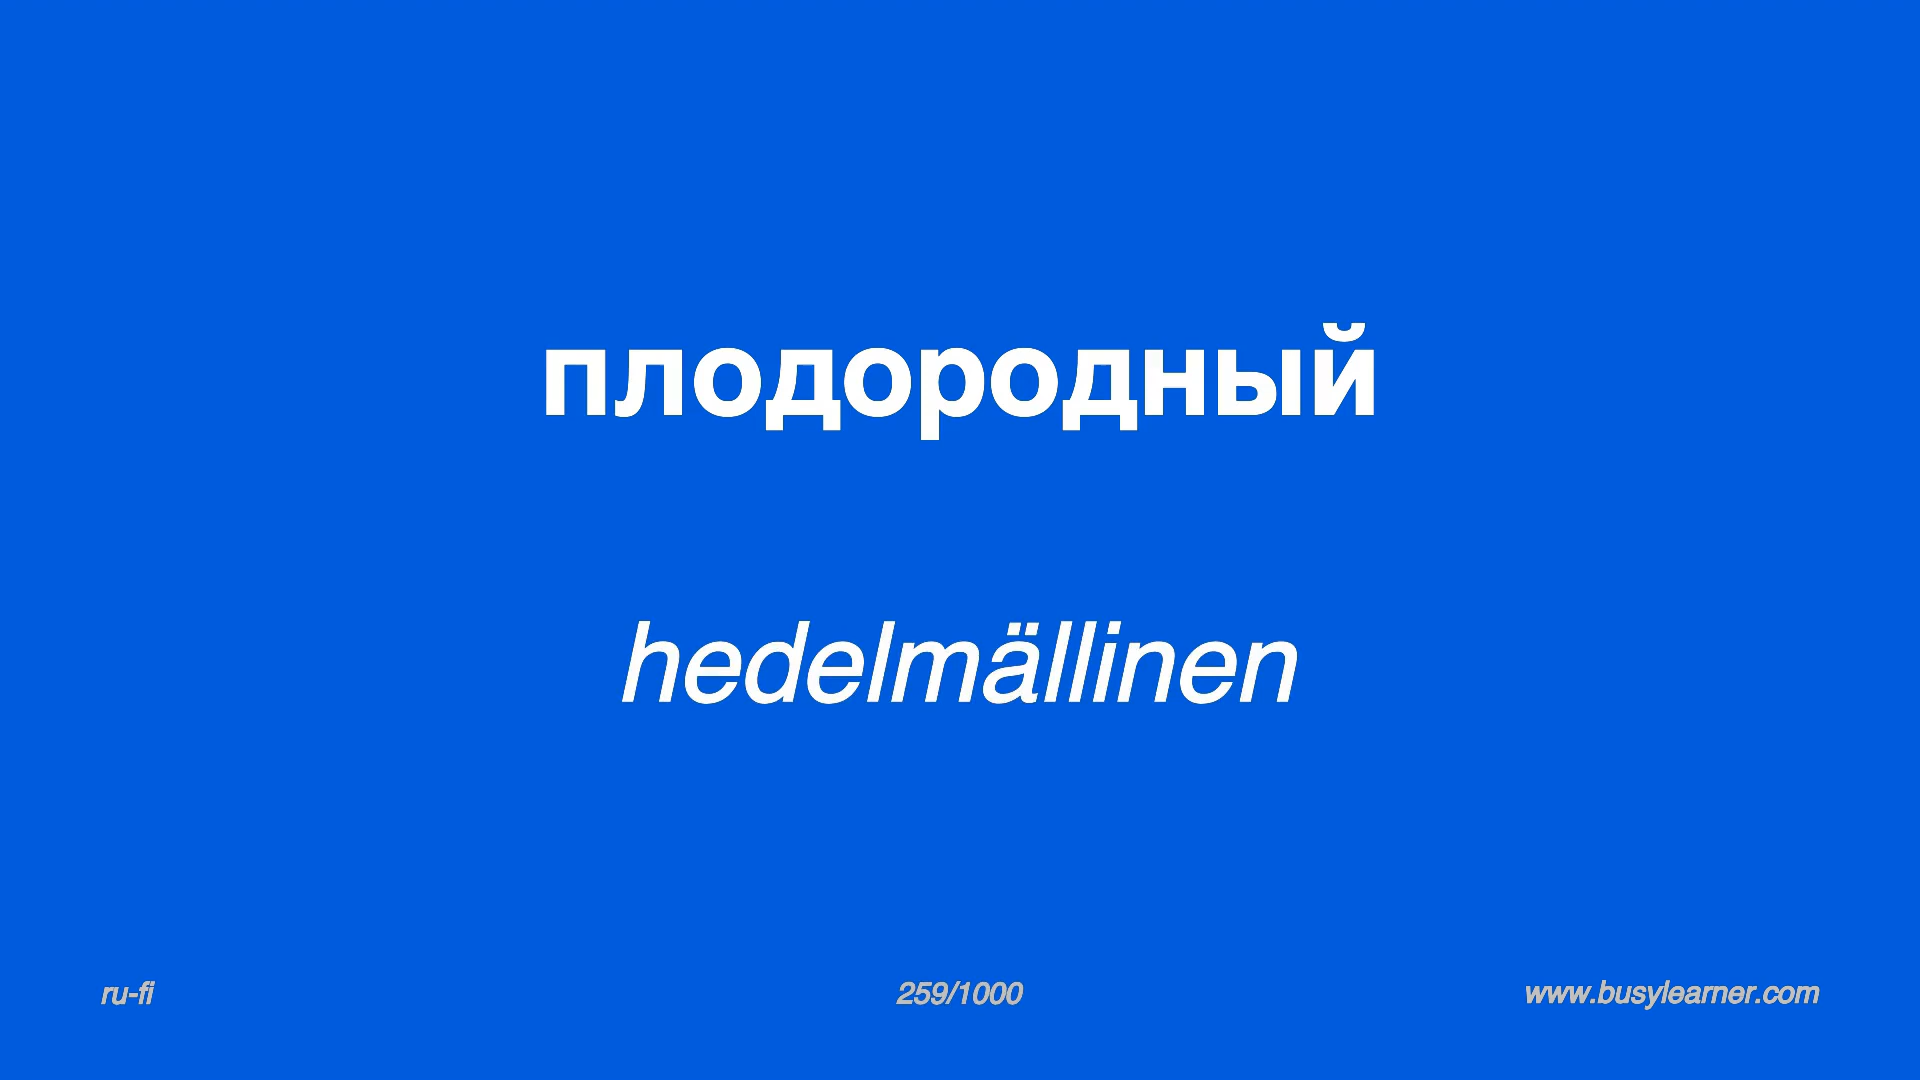 плодородный
hedelmällinen
ru-fi
259/1000
www.busylearner.com